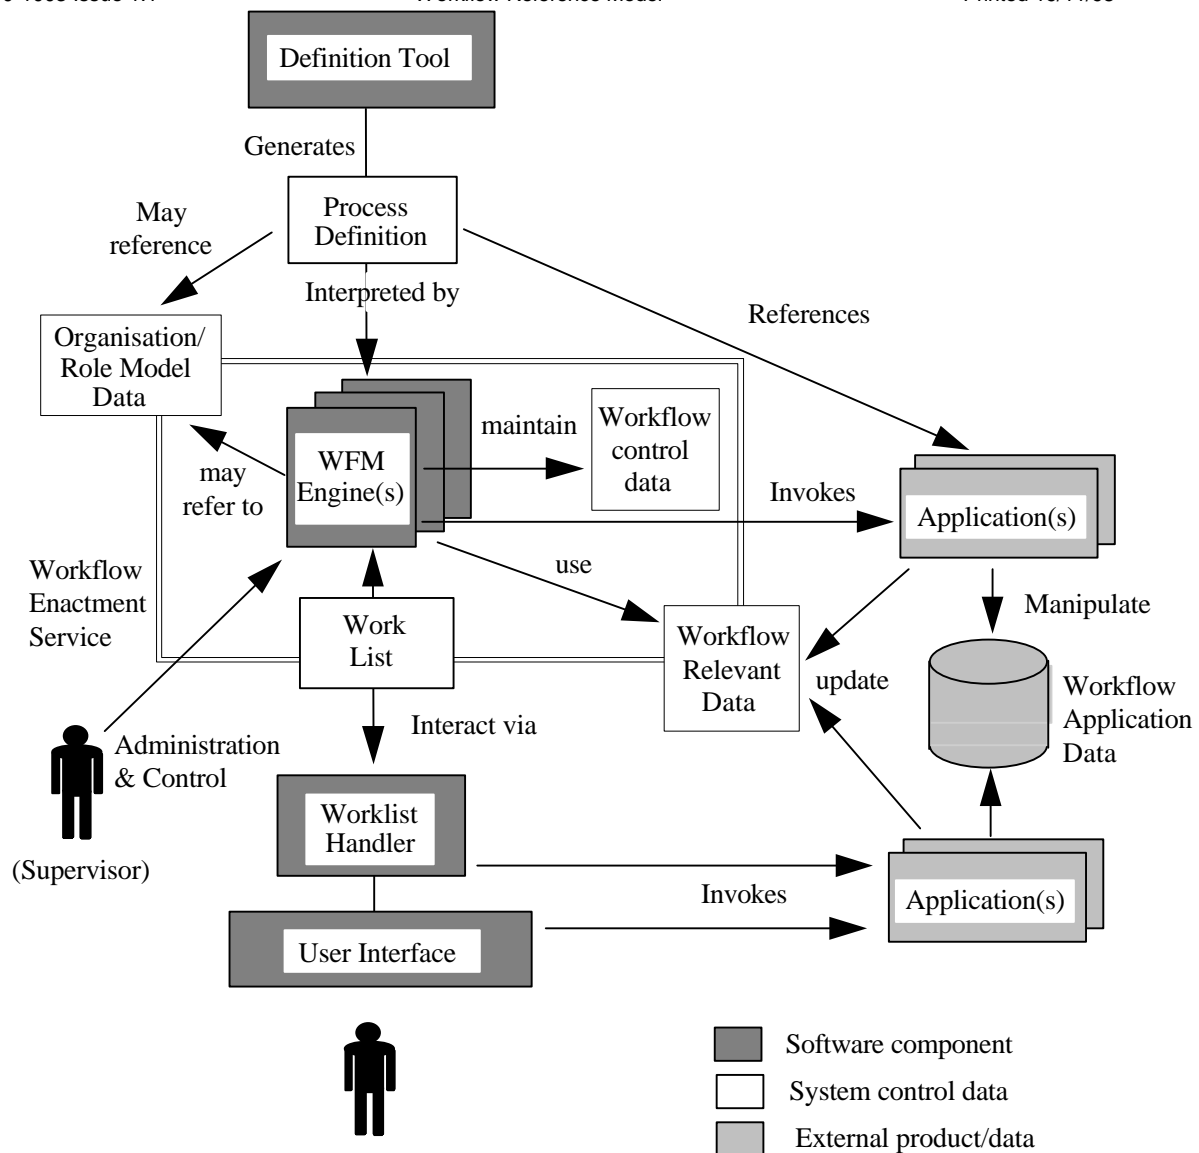 Workflow Reference Model
Definition Tool
Generates
Process
Definition
May
reference
Interpreted by
References
Organisation/
Role Model
Data
WFM
Engine(s)
maintain
Workflow
control
data
may
refer to
Invokes
Application(s)
use
Workflow
Enactment
Service
Work
List
Workflow
Relevant
Data
update
Manipulate
Workflow
Application
Data
Interact via
Administration
& Control
(Supervisor)
Worklist
Handler
Invokes
Application(s)
User Interface
Software component
System control data
External product/data